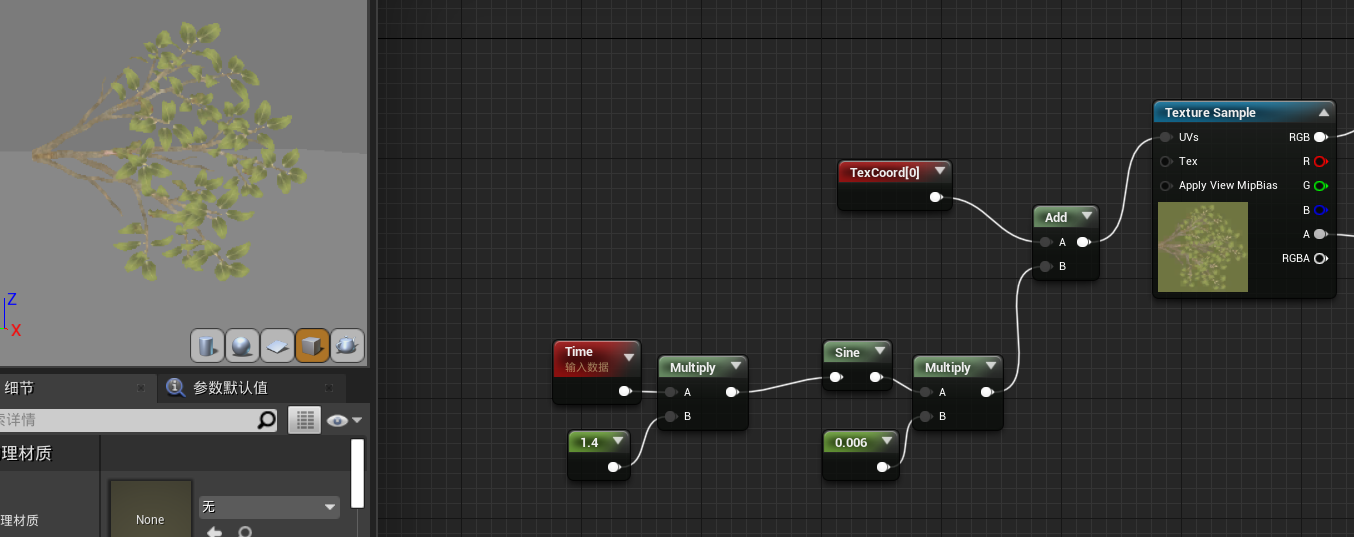 Z
X
细节
参数默认值
索详情
理材质
理材质
None
无
TexCoord[0]
Add
A
B
Time
输入数据
Multiply
A
B
1.4
Sine
Multiply
A
B
0.006
Texture Sample
UVs
RGB
Tex
R
Apply View MipBias
G
B
A
RGBA